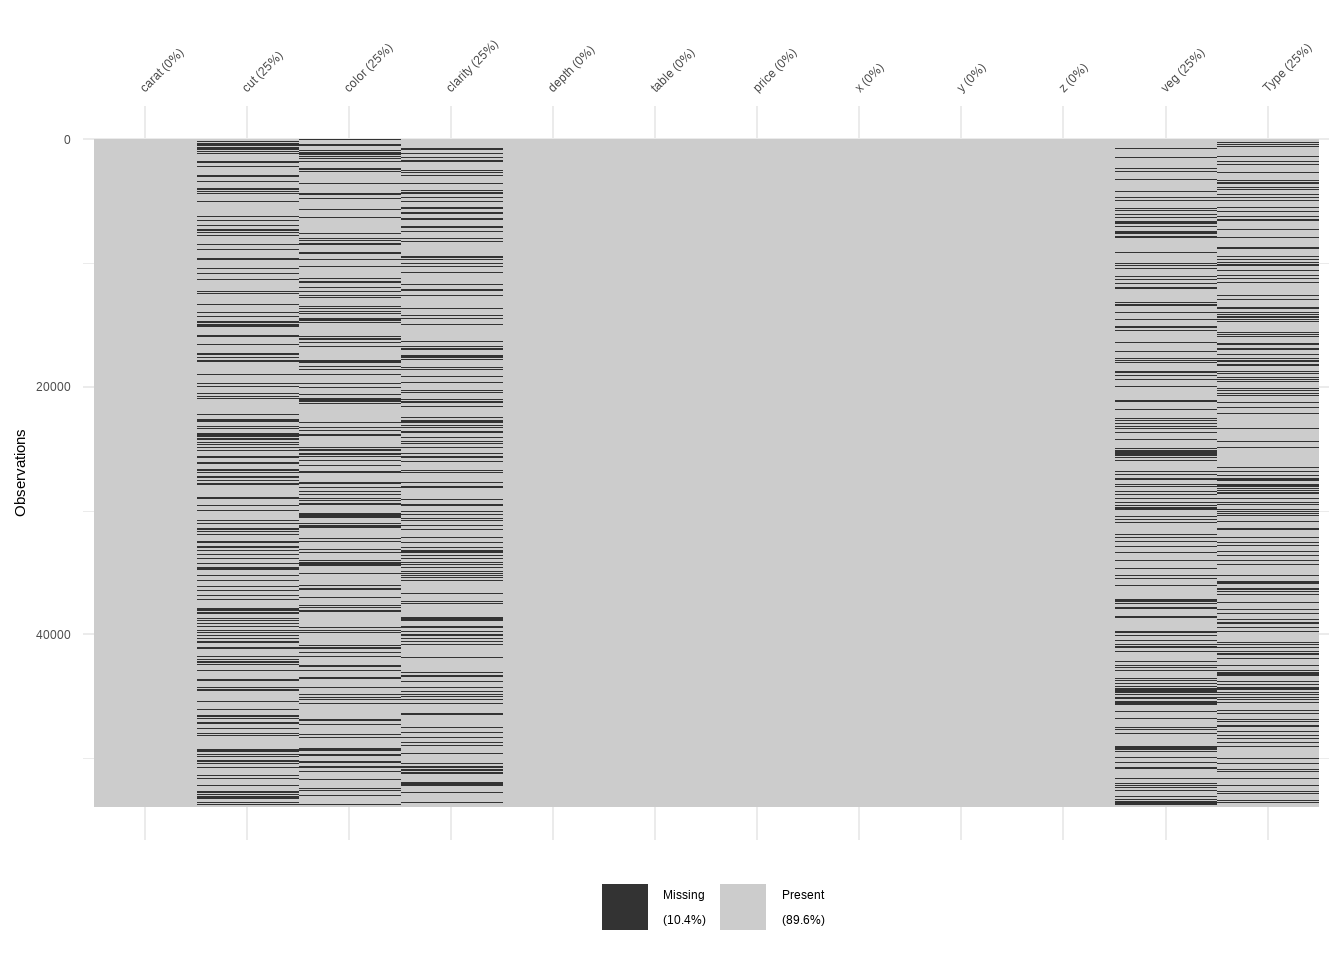 carat (0%)
cut (25%)
color (25%)
clarity (25%)
depth (0%)
table (0%)
price (0%)
x (0%)
y (0%)
z (0%)
veg (25%)
Type (25%)
0
20000
40000
Observations
Missing
(10.4%)
Present
(89.6%)